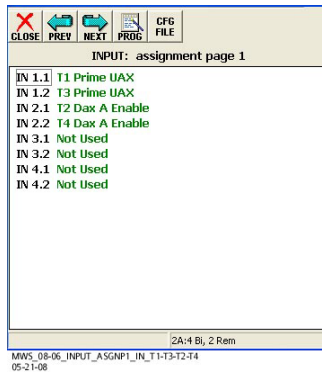 CLOSE PREV NEXT PROG CFG FILE
INPUT: assignment page 1
IN 1.1 T1 Prime UAX
IN 1.2 T3 Prime UAX
IN 2.1 T2 Dax A Enable
IN 2.2 T4 Dax A Enable
IN 3.1 Not Used
IN 3.2 Not Used
IN 4.1 Not Used
IN 4.2 Not Used
2A:4 Bi, 2 Rem
MWS_08-06_INPUT_ASGNP1_IN_T1-T3-T2-T4
05-21-08